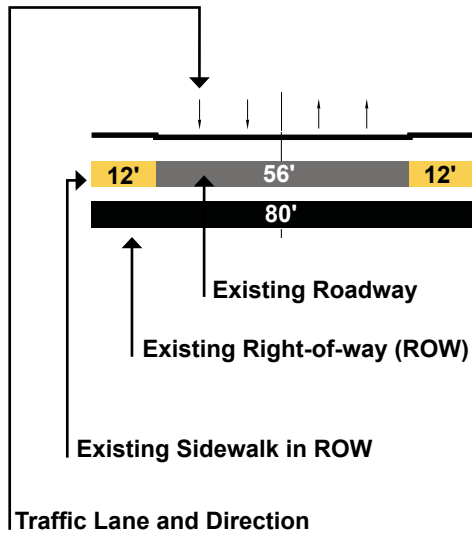 12' 56' 12'
80'
Existing Roadway
Existing Right-of-way (ROW)
Existing Sidewalk in ROW
Traffic Lane and Direction